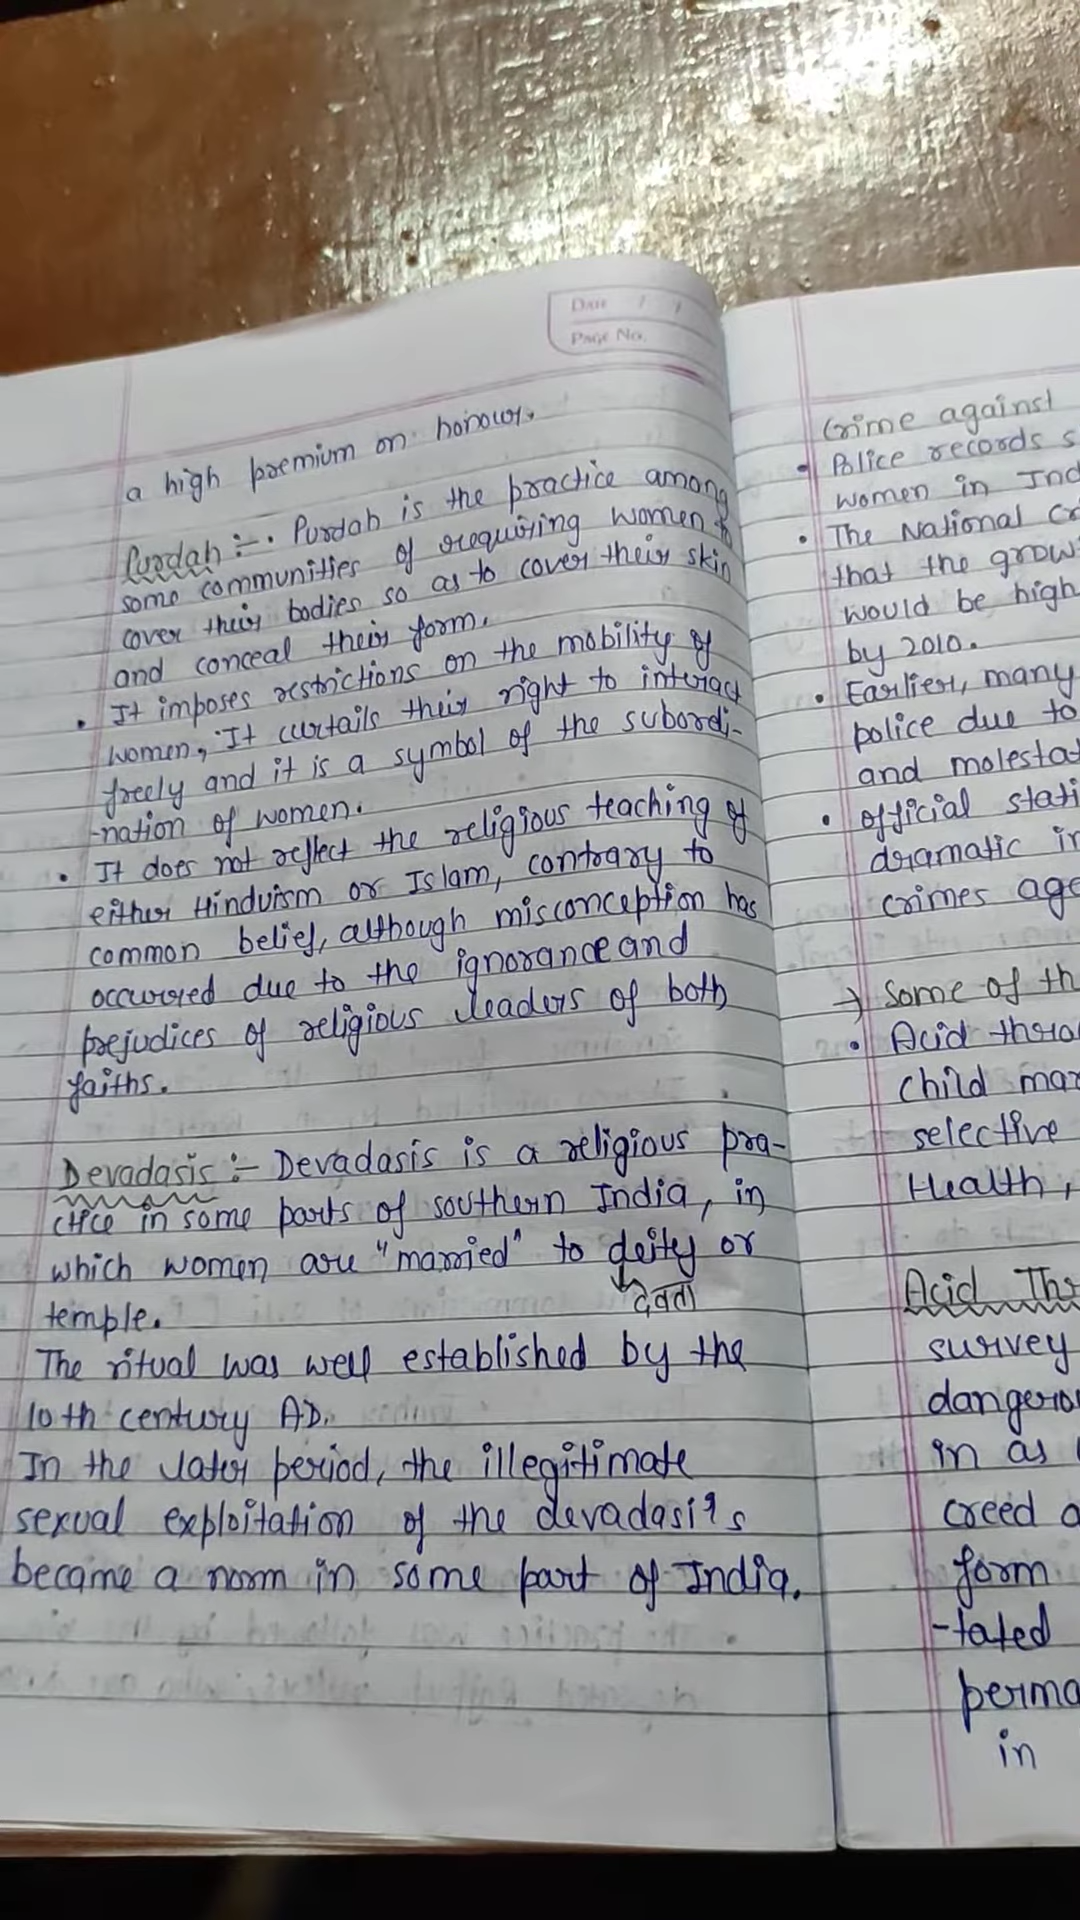 Date / /
Page No.
a high premium on honour.
Purdah :- • Purdah is the practice among
some communities of requiring women to
cover their bodies so as to cover their skin
and conceal their form.
• It imposes restrictions on the mobility of
women, It curtails their right to interact
freely and it is a symbol of the subordi-
-nation of women.
• It does not reflect the religious teaching of
either Hinduism or Islam, contrary to
common belief, although misconception has
occurred due to the ignorance and
prejudices of religious leaders of both
faiths.
Devadasis :- Devadasis is a religious pra-
ctice in some parts of southern India, in
which women are "married" to deity or
देवता
temple.
The ritual was well established by the
10th century AD.
In the later period, the illegitimate
sexual exploitation of the devadasi's
became a norm in some part of India.
Crime against
• Police records s
women in Ind
• The National Cr
that the grow
would be high
by 2010.
• Earlier, many
police due to
and molestat
• official stati
dramatic in
crimes aga
→ Some of th
• Acid thro
child mar
selective
Health,
Acid Thr
survey
dangero
in as
creed o
form
-tated
perma
in